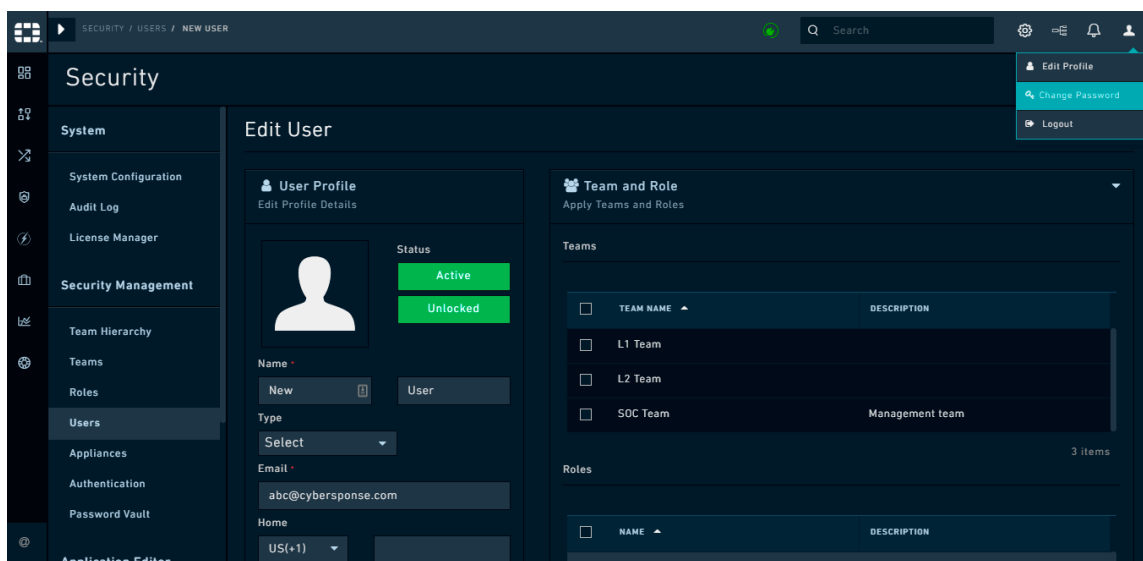 SECURITY / USERS / NEW USER
Search
Edit Profile
Change Password
Logout
Security
System
System Configuration
Audit Log
License Manager
Security Management
Team Hierarchy
Teams
Roles
Users
Appliances
Authentication
Password Vault
Application Editor
@
Edit User
User Profile
Edit Profile Details
Status
Active
Unlocked
Name *
New User
Type
Select
Email *
abc@cybersponse.com
Home
US(+1)
Team and Role
Apply Teams and Roles
Teams
TEAM NAME DESCRIPTION
L1 Team
L2 Team
SOC Team Management team
3 items
Roles
NAME DESCRIPTION